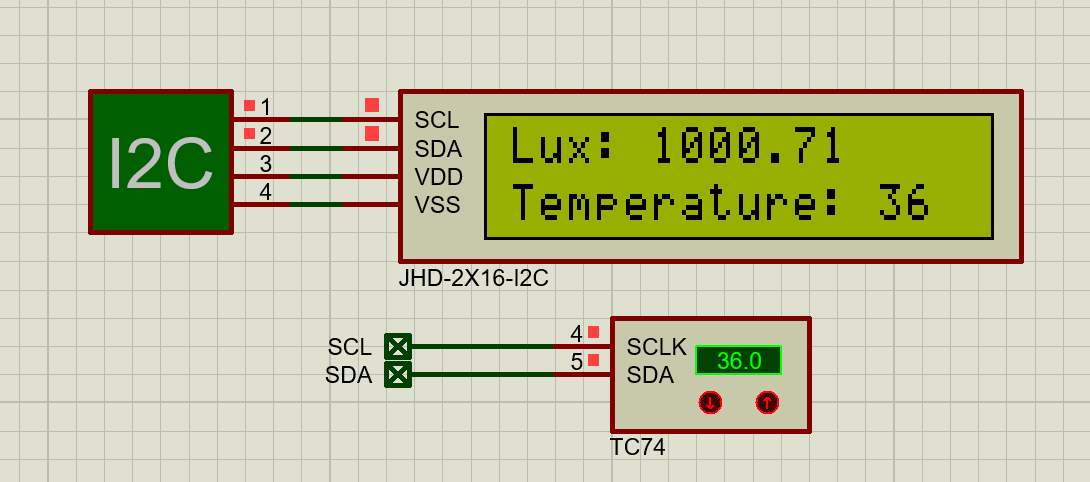 I2C
1
2
3
4
SCL
SDA
VDD
VSS
Lux: 1000.71
Temperature: 36
JHD-2X16-I2C
SCL
SDA
4
5
SCLK
SDA
36.0
TC74